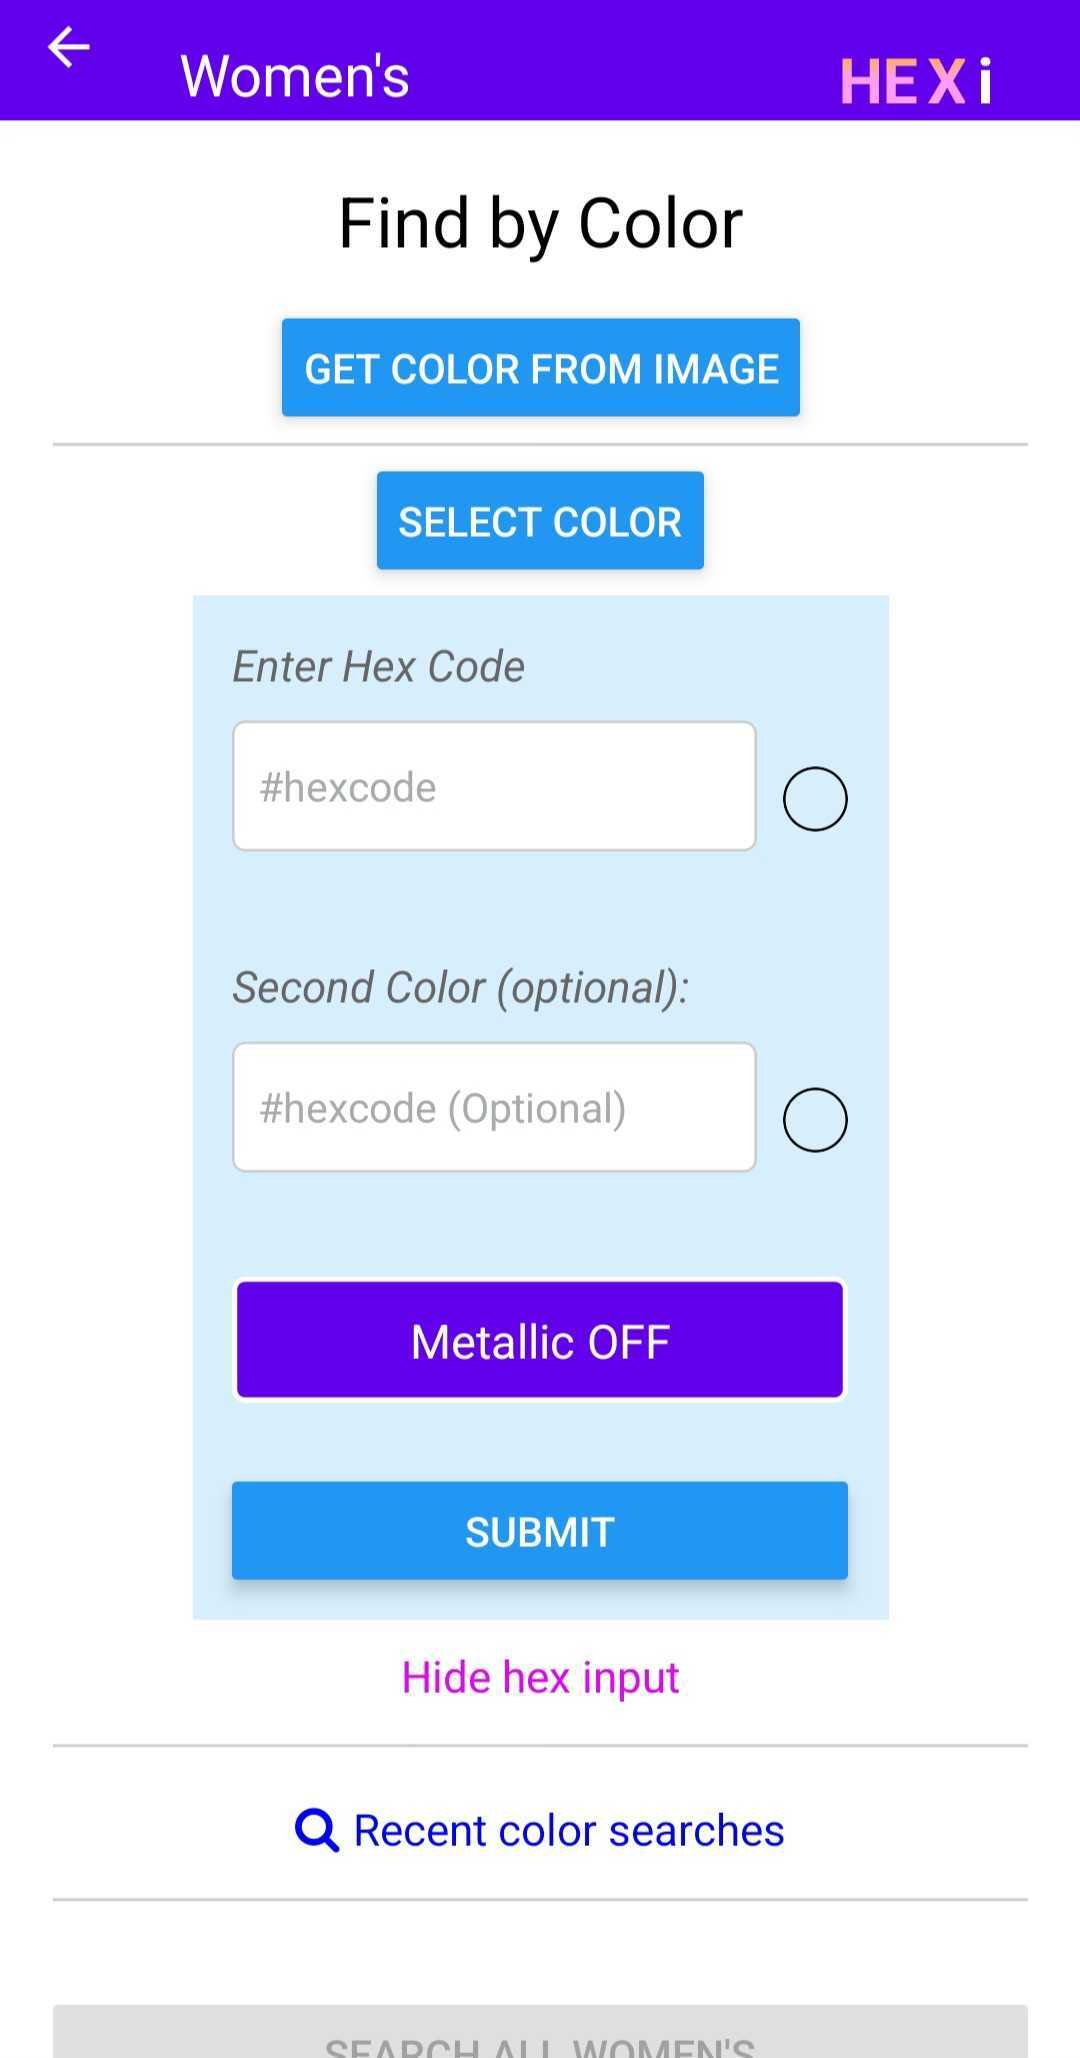 Women's
HEXi
Find by Color
GET COLOR FROM IMAGE
SELECT COLOR
Enter Hex Code
#hexcode
Second Color (optional):
#hexcode (Optional)
Metallic OFF
SUBMIT
Hide hex input
Recent color searches
SEARCH ALL WOMEN'S